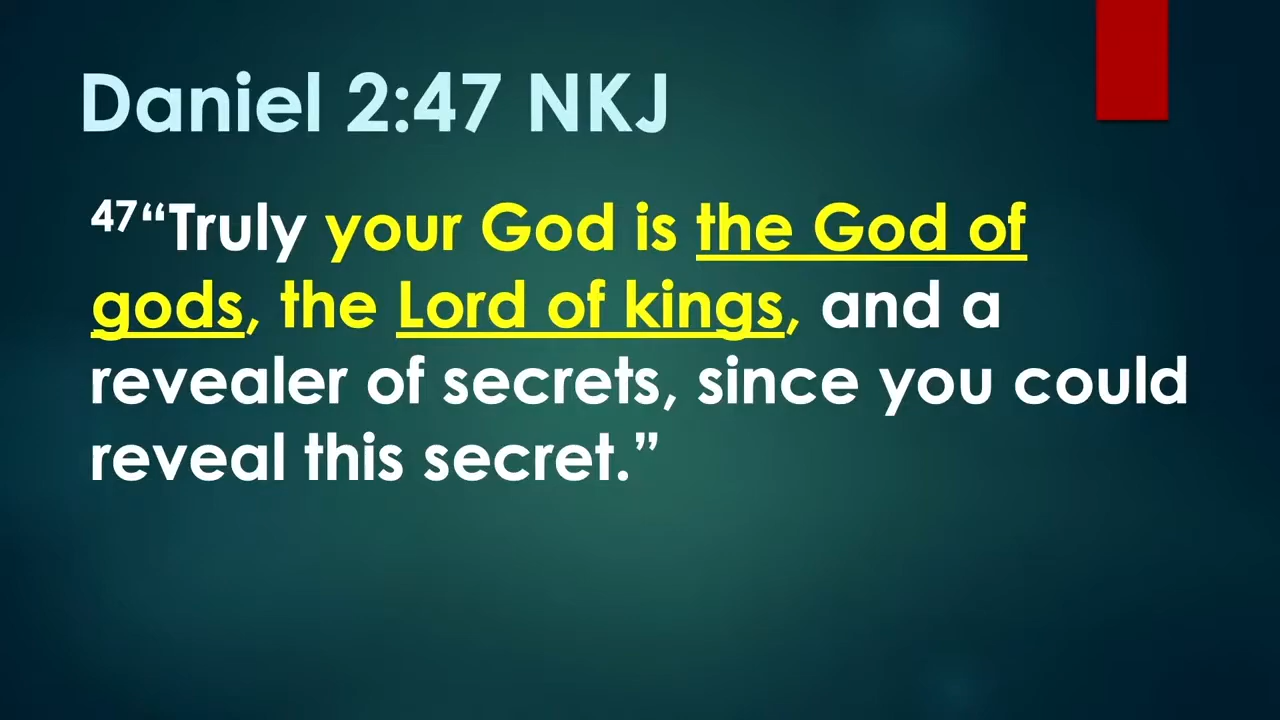 Daniel 2:47 NKJ
47“Truly your God is the God of
gods, the Lord of kings, and a
revealer of secrets, since you could
reveal this secret.”